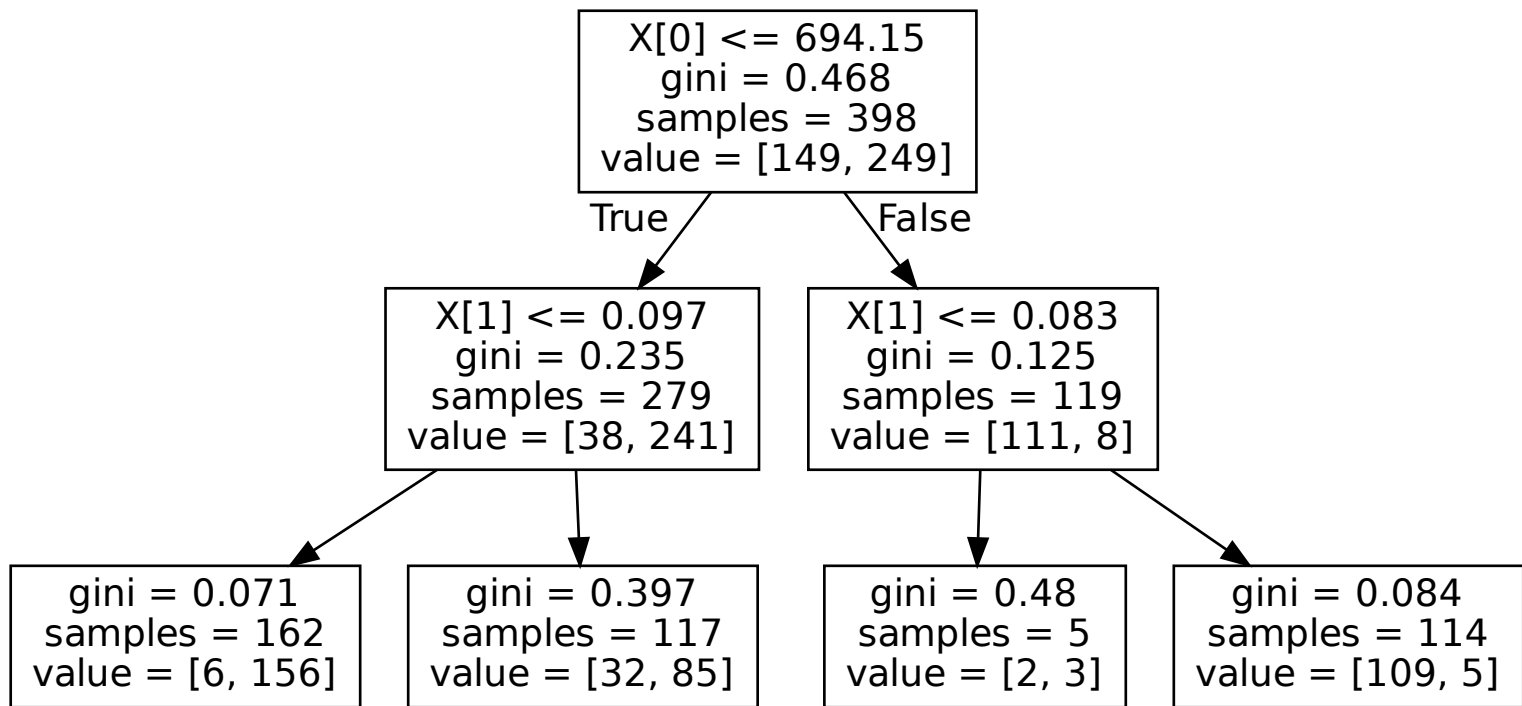 X[0] <= 694.15
gini = 0.468
samples = 398
value = [149, 249]
True
False
X[1] <= 0.097
gini = 0.235
samples = 279
value = [38, 241]
X[1] <= 0.083
gini = 0.125
samples = 119
value = [111, 8]
gini = 0.071
samples = 162
value = [6, 156]
gini = 0.397
samples = 117
value = [32, 85]
gini = 0.48
samples = 5
value = [2, 3]
gini = 0.084
samples = 114
value = [109, 5]